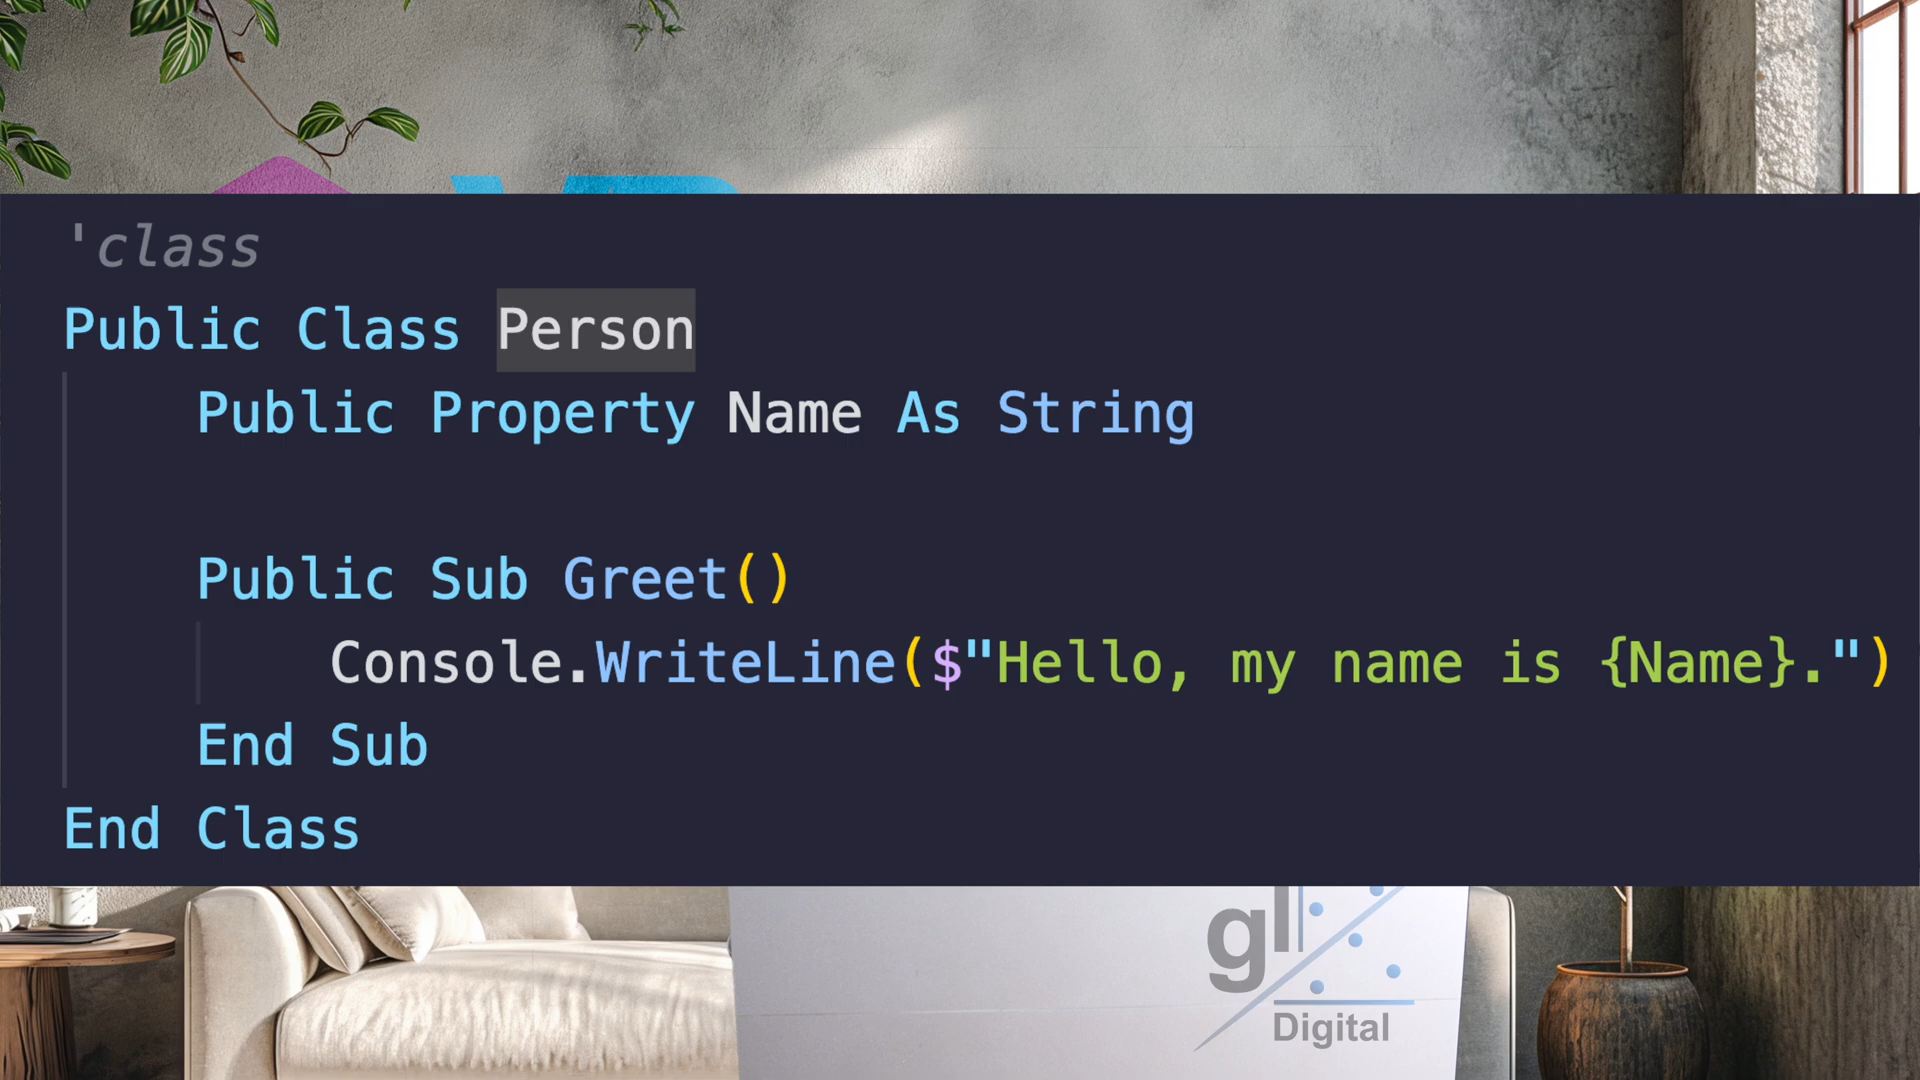 'class
Public Class Person
    Public Property Name As String

    Public Sub Greet()
        Console.WriteLine($"Hello, my name is {Name}.")
    End Sub
End Class
gl
Digital